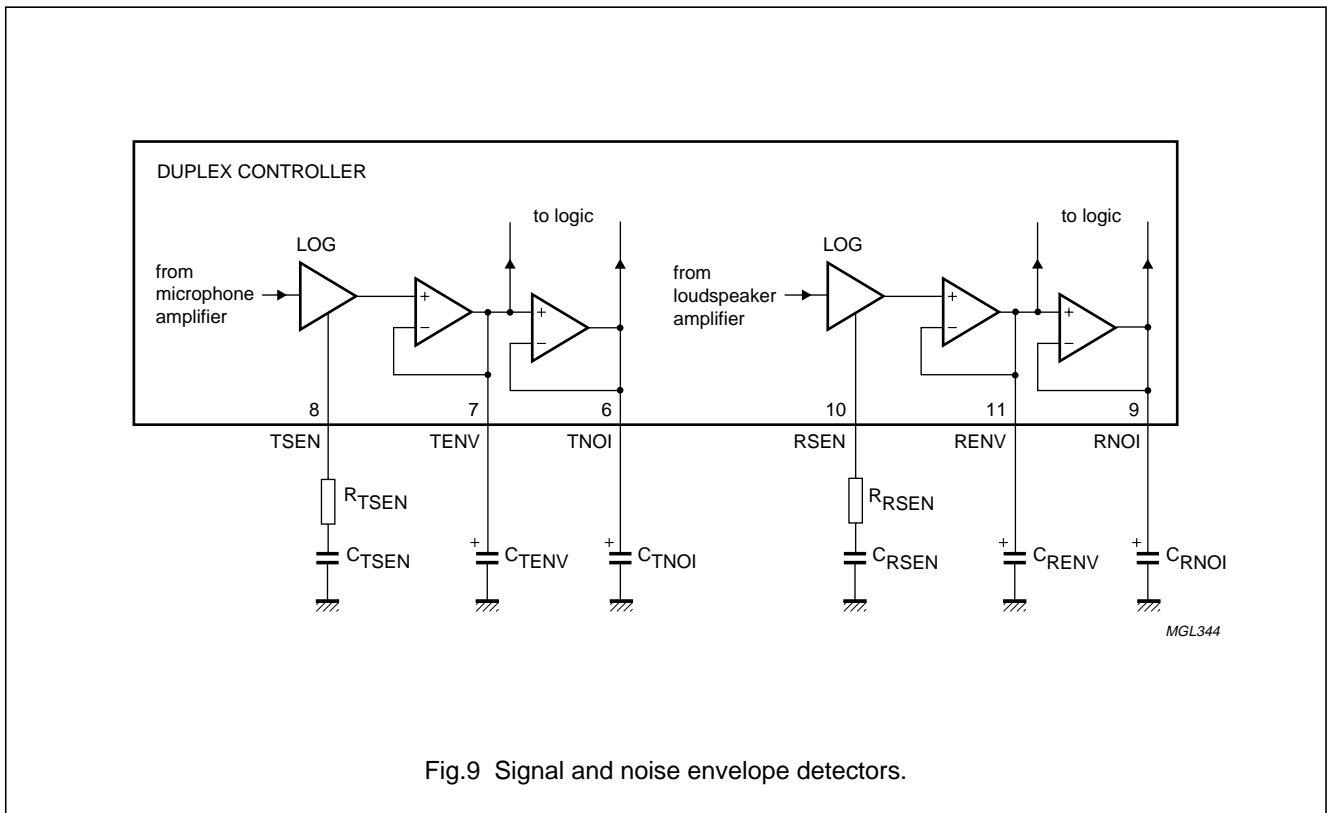 DUPLEX CONTROLLER
to logic
to logic
LOG
LOG
from
microphone
amplifier
from
loudspeaker
amplifier
+
−
+
−
+
−
+
−
8
7
6
10
11
9
TSEN
TENV
TNOI
RSEN
RENV
RNOI
RTSEN
RRSEN
CTSEN
+
CTENV
+
CTNOI
CRSEN
+
CRENV
+
CRNOI
MGL344
Fig.9 Signal and noise envelope detectors.